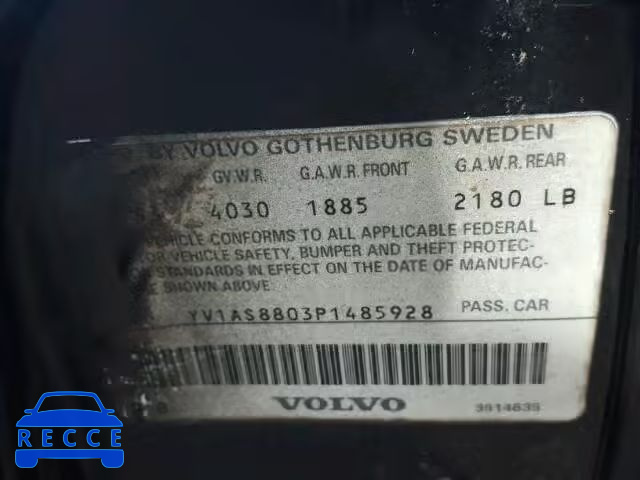 BY VOLVO GOTHENBURG SWEDEN
G.V.W.R. G.A.W.R. FRONT G.A.W.R. REAR
4030 1885 2180 LB
VEHICLE CONFORMS TO ALL APPLICABLE FEDERAL
OR VEHICLE SAFETY, BUMPER AND THEFT PROTEC-
STANDARDS IN EFFECT ON THE DATE OF MANUFAC-
SHOWN ABOVE
YV1AS8803P1485928 PASS. CAR
VOLVO 3514635
RECCE